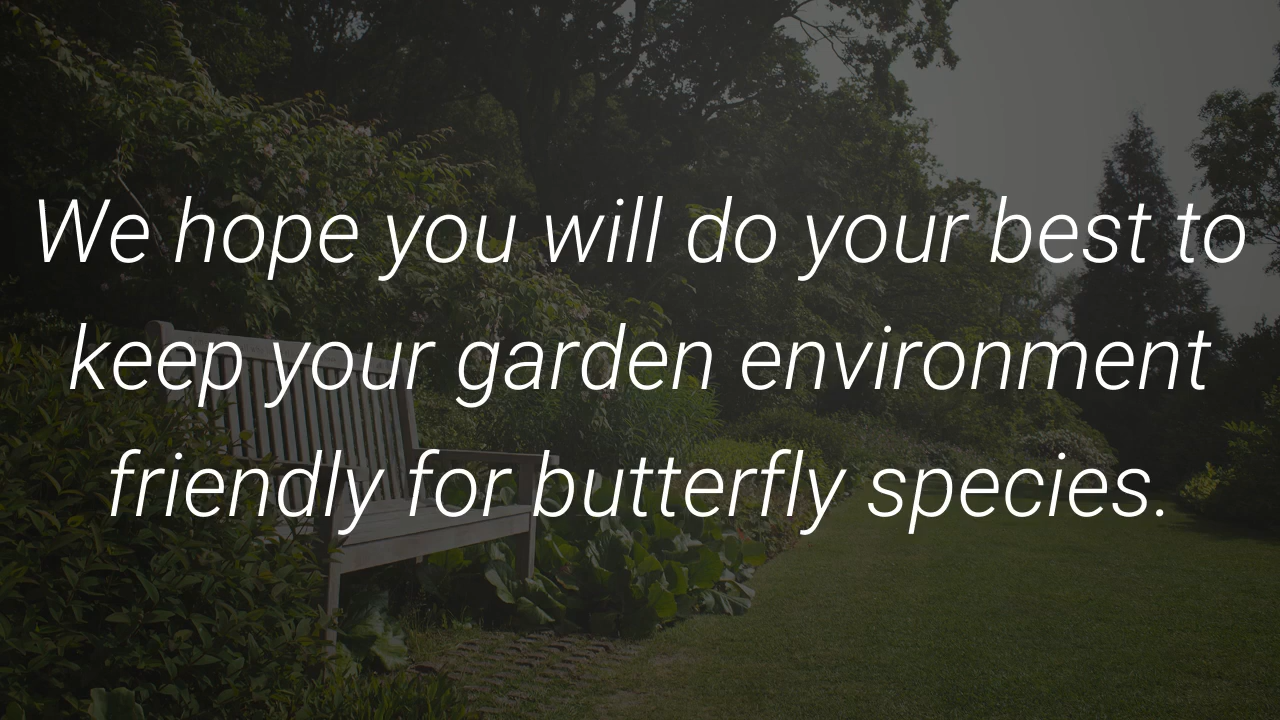 We hope you will do your best to
keep your garden environment
friendly for butterfly species.